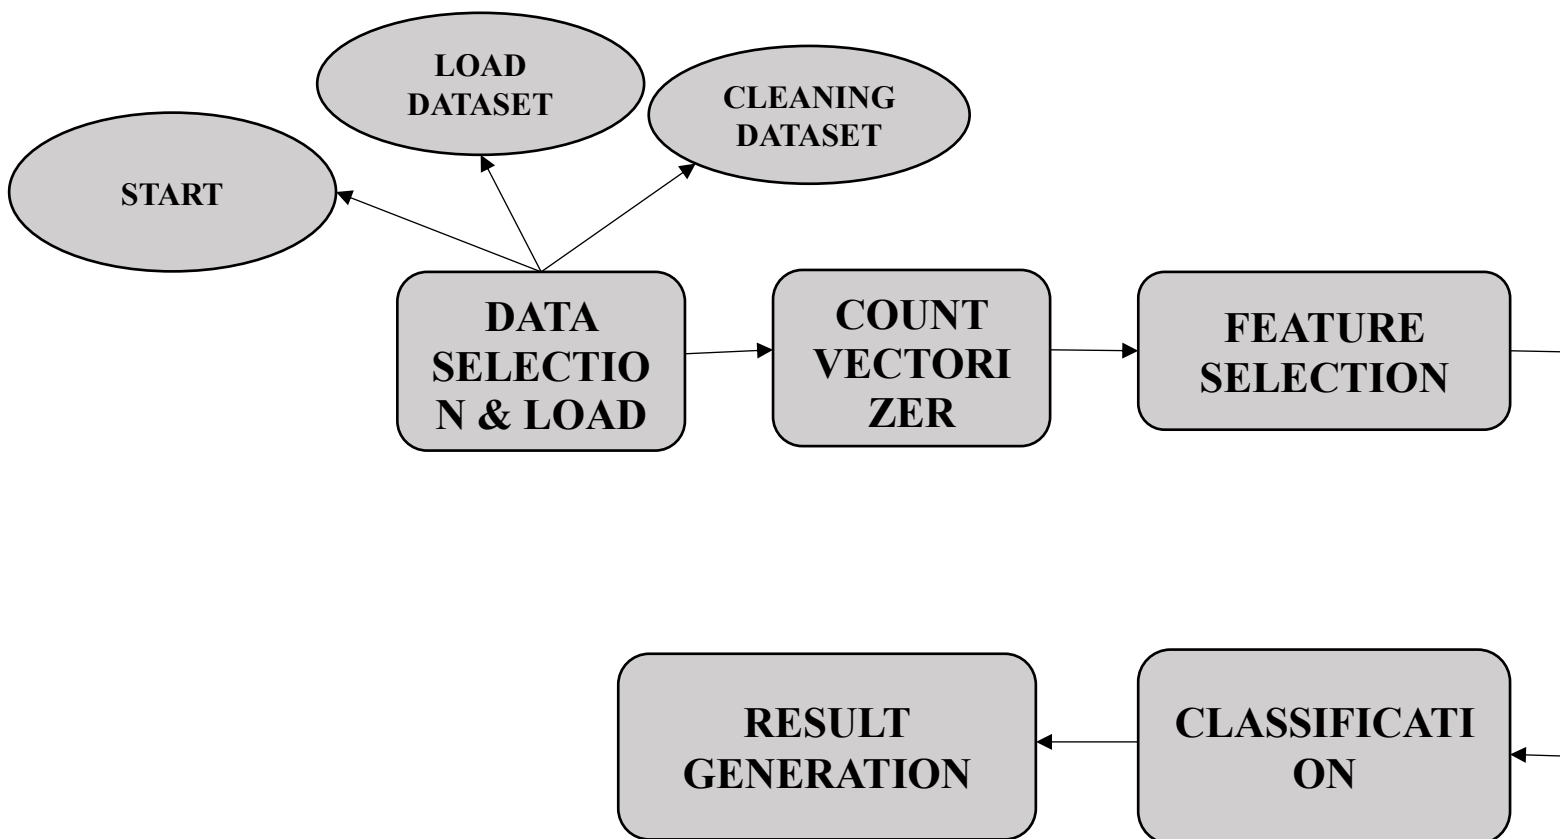 LOAD
DATASET
CLEANING
DATASET
START
DATA
SELECTIO
N & LOAD
COUNT
VECTORI
ZER
FEATURE
SELECTION
RESULT
GENERATION
CLASSIFICATI
ON